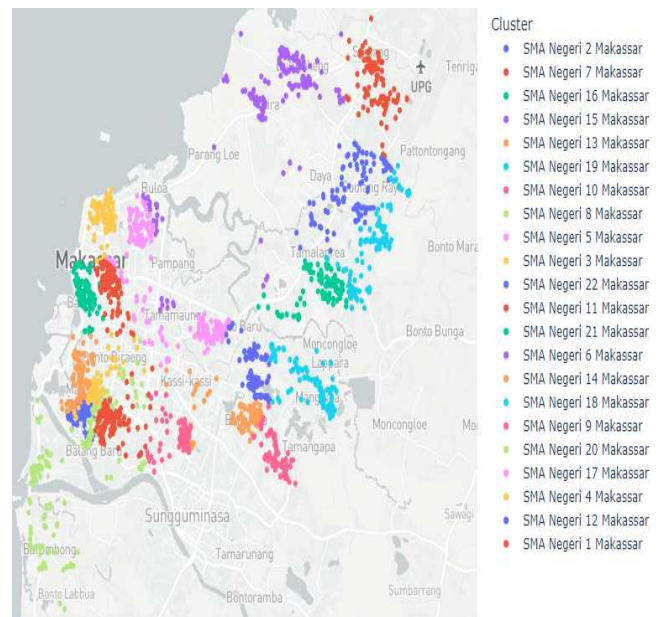 Cluster
SMA Negeri 2 Makassar
SMA Negeri 7 Makassar
SMA Negeri 16 Makassar
SMA Negeri 15 Makassar
SMA Negeri 13 Makassar
SMA Negeri 19 Makassar
SMA Negeri 10 Makassar
SMA Negeri 8 Makassar
SMA Negeri 5 Makassar
SMA Negeri 3 Makassar
SMA Negeri 22 Makassar
SMA Negeri 11 Makassar
SMA Negeri 21 Makassar
SMA Negeri 6 Makassar
SMA Negeri 14 Makassar
SMA Negeri 18 Makassar
SMA Negeri 9 Makassar
SMA Negeri 20 Makassar
SMA Negeri 17 Makassar
SMA Negeri 4 Makassar
SMA Negeri 12 Makassar
SMA Negeri 1 Makassar
Tenriga
UPG
Pattontongang
Parang Loe
Daya
Buloa
Bonto Mara
Tamalanrea
Makassar
Pampang
Tamamaung
Bonto Bunga
Moncongloe
Lappara
Kassi-kassi
Moncongloe
Mon
Balang Baru
Tamangapa
Sungguminasa
Sawagi
Tamarunang
Bonto Labbua
Bontoramba
Sumbarrang